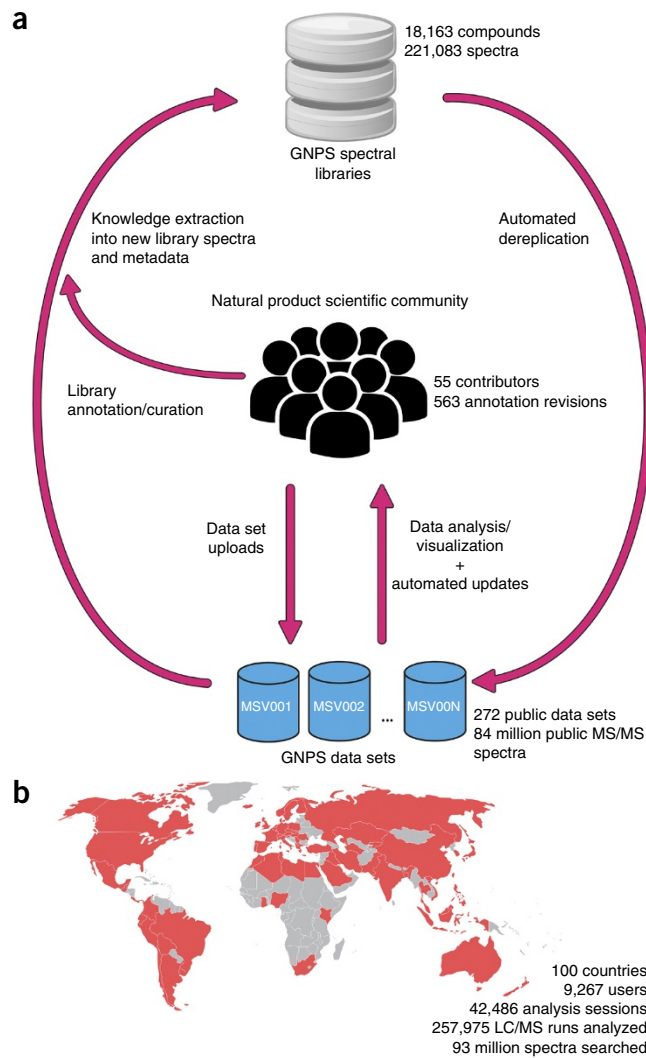 a
18,163 compounds
221,083 spectra
GNPS spectral
libraries
Knowledge extraction
into new library spectra
and metadata
Automated
dereplication
Natural product scientific community
Library
annotation/curation
55 contributors
563 annotation revisions
Data set
uploads
Data analysis/
visualization
+
automated updates
MSV001
MSV002
...
MSV00N
272 public data sets
84 million public MS/MS
spectra
GNPS data sets
b
100 countries
9,267 users
42,486 analysis sessions
257,975 LC/MS runs analyzed
93 million spectra searched